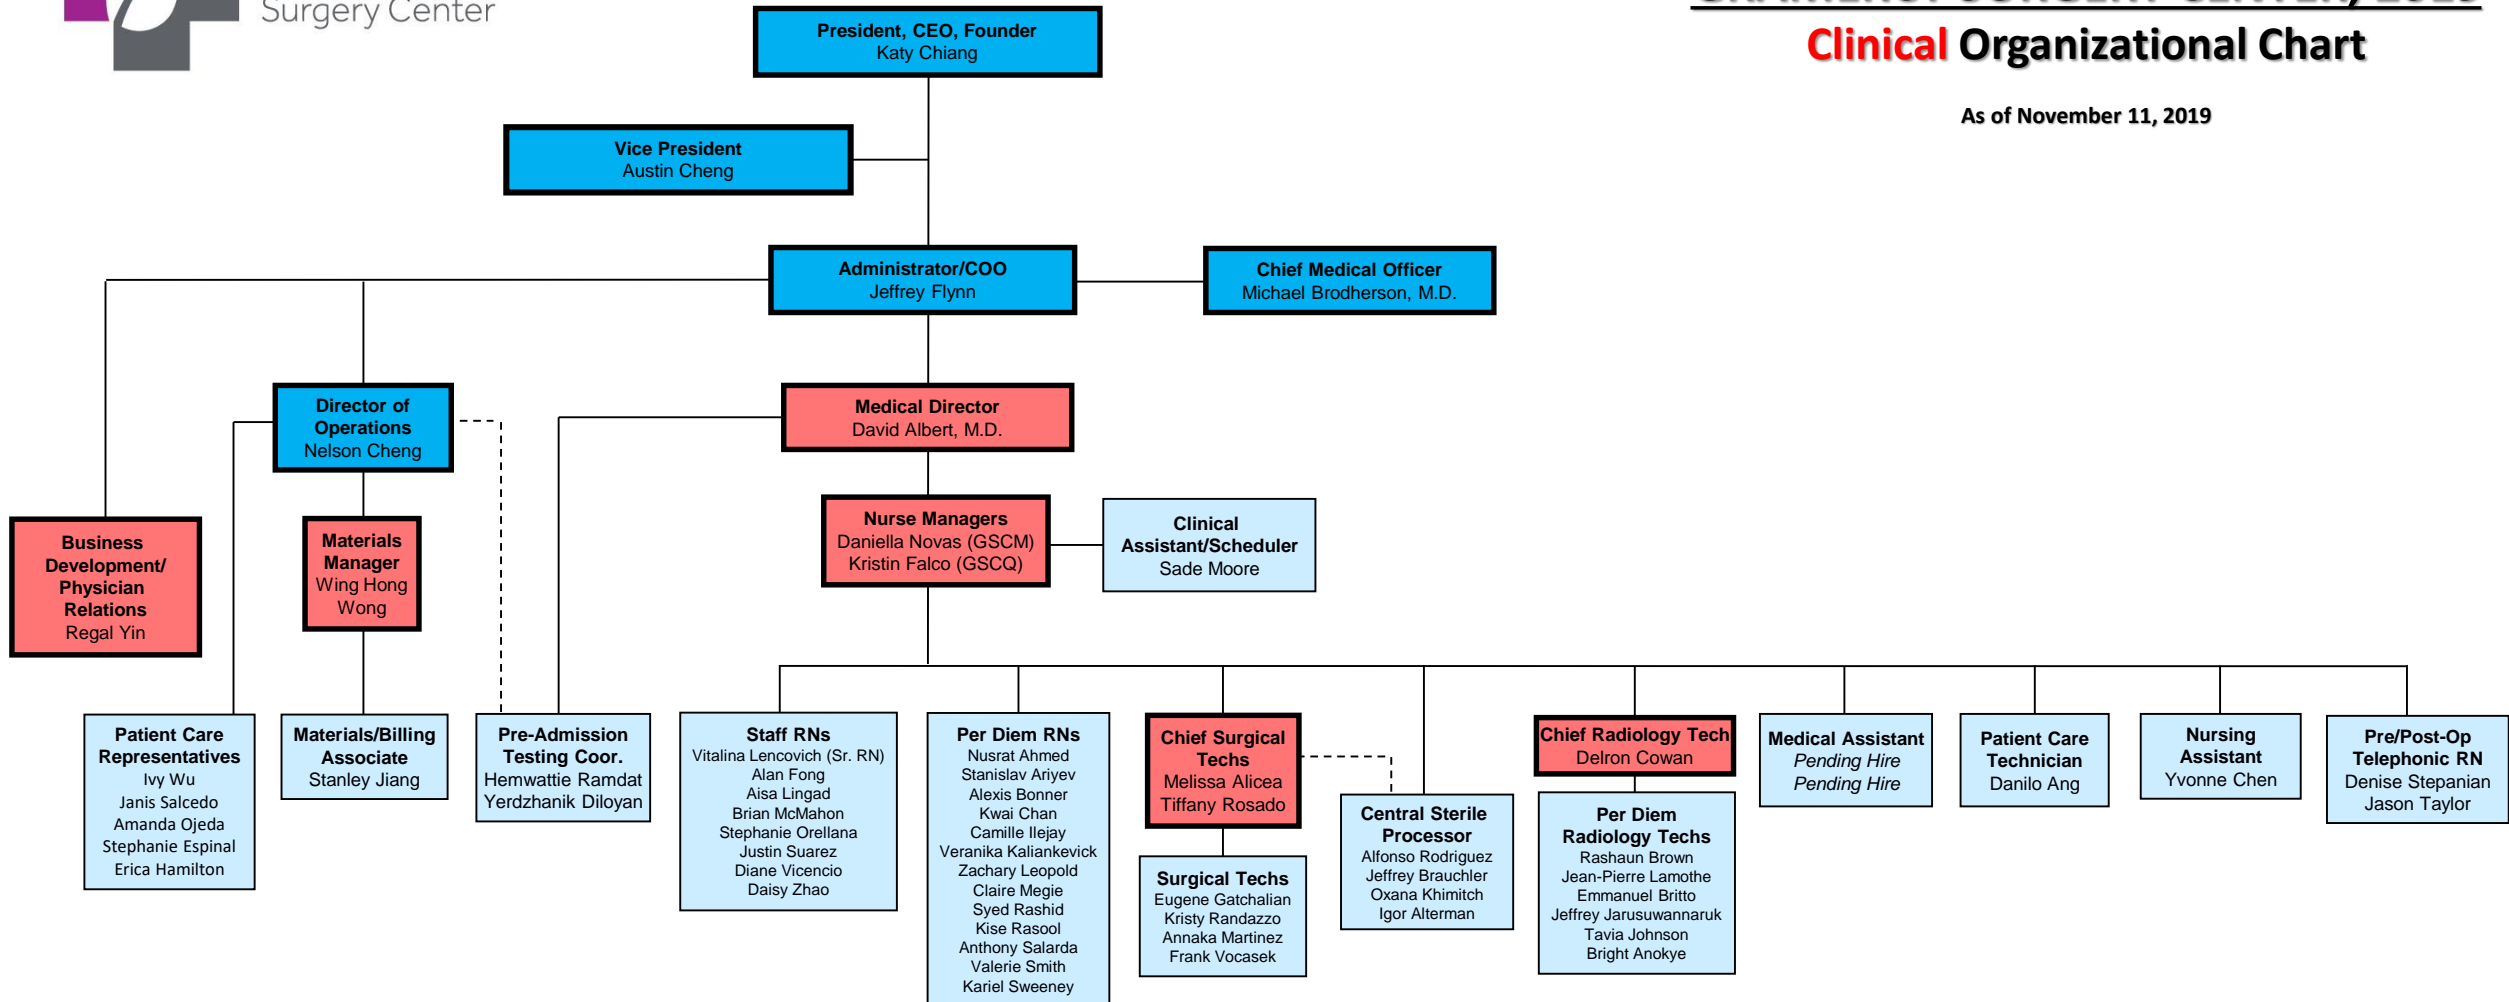 Surgery Center
GRAMERCY SURGERY CENTER, 2019
Clinical Organizational Chart
As of November 11, 2019
President, CEO, Founder
Katy Chiang
Vice President
Austin Cheng
Administrator/COO
Jeffrey Flynn
Chief Medical Officer
Michael Brodherson, M.D.
Director of
Operations
Nelson Cheng
Medical Director
David Albert, M.D.
Business
Development/
Physician
Relations
Regal Yin
Materials
Manager
Wing Hong
Wong
Nurse Managers
Daniella Novas (GSCM)
Kristin Falco (GSCQ)
Clinical
Assistant/Scheduler
Sade Moore
Patient Care
Representatives
Ivy Wu
Janis Salcedo
Amanda Ojeda
Stephanie Espinal
Erica Hamilton
Materials/Billing
Associate
Stanley Jiang
Pre-Admission
Testing Coor.
Hemwattie Ramdat
Yerdzhanik Diloyan
Staff RNs
Vitalina Lencovich (Sr. RN)
Alan Fong
Aisa Lingad
Brian McMahon
Stephanie Orellana
Justin Suarez
Diane Vicencio
Daisy Zhao
Per Diem RNs
Nusrat Ahmed
Stanislav Ariyev
Alexis Bonner
Kwai Chan
Camille Ilejay
Veranika Kaliankevick
Zachary Leopold
Claire Megie
Syed Rashid
Kise Rasool
Anthony Salarda
Valerie Smith
Kariel Sweeney
Chief Surgical
Techs
Melissa Alicea
Tiffany Rosado
Surgical Techs
Eugene Gatchalian
Kristy Randazzo
Annaka Martinez
Frank Vocasek
Central Sterile
Processor
Alfonso Rodriguez
Jeffrey Brauchler
Oxana Khimitch
Igor Alterman
Chief Radiology Tech
Delron Cowan
Per Diem
Radiology Techs
Rashaun Brown
Jean-Pierre Lamothe
Emmanuel Britto
Jeffrey Jarusuwannaruk
Tavia Johnson
Bright Anokye
Medical Assistant
Pending Hire
Pending Hire
Patient Care
Technician
Danilo Ang
Nursing
Assistant
Yvonne Chen
Pre/Post-Op
Telephonic RN
Denise Stepanian
Jason Taylor